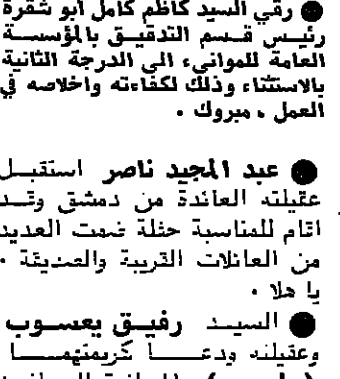 ● رقي السيد كاظم كامل ابو شقرة
رئيس قسم التدقيق بالمؤسسة
العامة للموانيء الى الدرجة الثانية
بالاستثناء وذلك لكفاءته واخلاصه في
العمل ، مبروك .
● عبد المجيد ناصر استقبل
عقيلته العائدة من دمشق وقد
اقام للمناسبة حفلة ضمت العديد
من العائلات القريبة والصديقة .
يا هلا .
● السيد رفيق يعسوب
وعقيلته ودعا كريمتهما